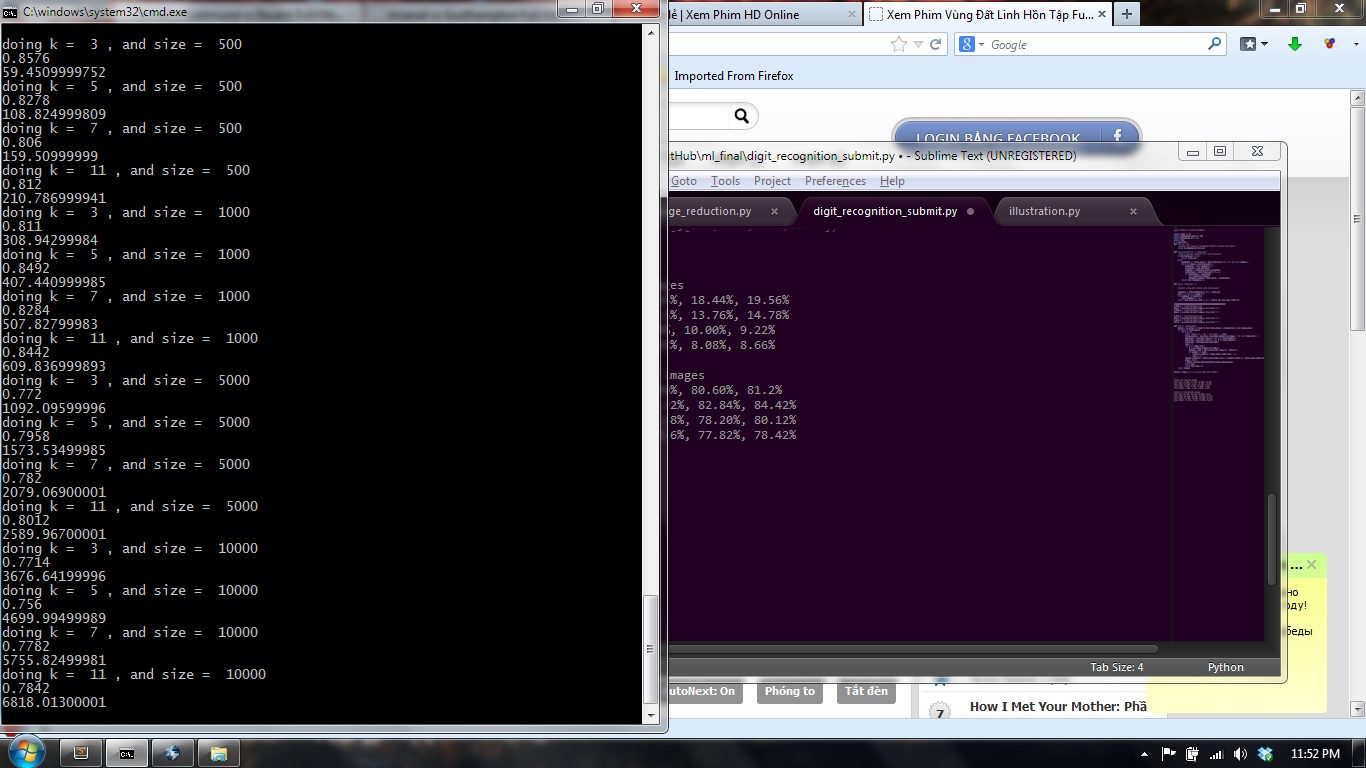 C:\windows\system32\cmd.exe
doing k =  3 , and size =  500
0.8576
59.4509999752
doing k =  5 , and size =  500
0.8278
108.824999809
doing k =  7 , and size =  500
0.806
159.50999999
doing k =  11 , and size =  500
0.812
210.786999941
doing k =  3 , and size =  1000
0.811
308.94299984
doing k =  5 , and size =  1000
0.8492
407.440999985
doing k =  7 , and size =  1000
0.8284
507.82799983
doing k =  11 , and size =  1000
0.8442
609.836999893
doing k =  3 , and size =  5000
0.772
1092.09599996
doing k =  5 , and size =  5000
0.7958
1573.53499985
doing k =  7 , and size =  5000
0.782
2079.06900001
doing k =  11 , and size =  5000
0.8012
2589.96700001
doing k =  3 , and size =  10000
0.7714
3676.64199996
doing k =  5 , and size =  10000
0.756
4699.99499989
doing k =  7 , and size =  10000
0.7782
5755.82499981
doing k =  11 , and size =  10000
0.7842
6818.01300001
lẻ | Xem Phim HD Online
Xem Phim Vùng Đất Linh Hồn Tập Fu...
Google
Imported From Firefox
LOGIN BẰNG FACEBOOK
tHub\ml_final\digit_recognition_submit.py • - Sublime Text (UNREGISTERED)
Goto Tools Project Preferences Help
ge_reduction.py
digit_recognition_submit.py
illustration.py
es
%, 18.44%, 19.56%
%, 13.76%, 14.78%
%, 10.00%, 9.22%
%, 8.08%, 8.66%
mages
%, 80.60%, 81.2%
2%, 82.84%, 84.42%
8%, 78.20%, 80.12%
6%, 77.82%, 78.42%
Tab Size: 4
Python
...
но
оду!
беды
utoNext: On
Phóng to
Tắt đèn
7
How I Met Your Mother: Phầ
11:52 PM